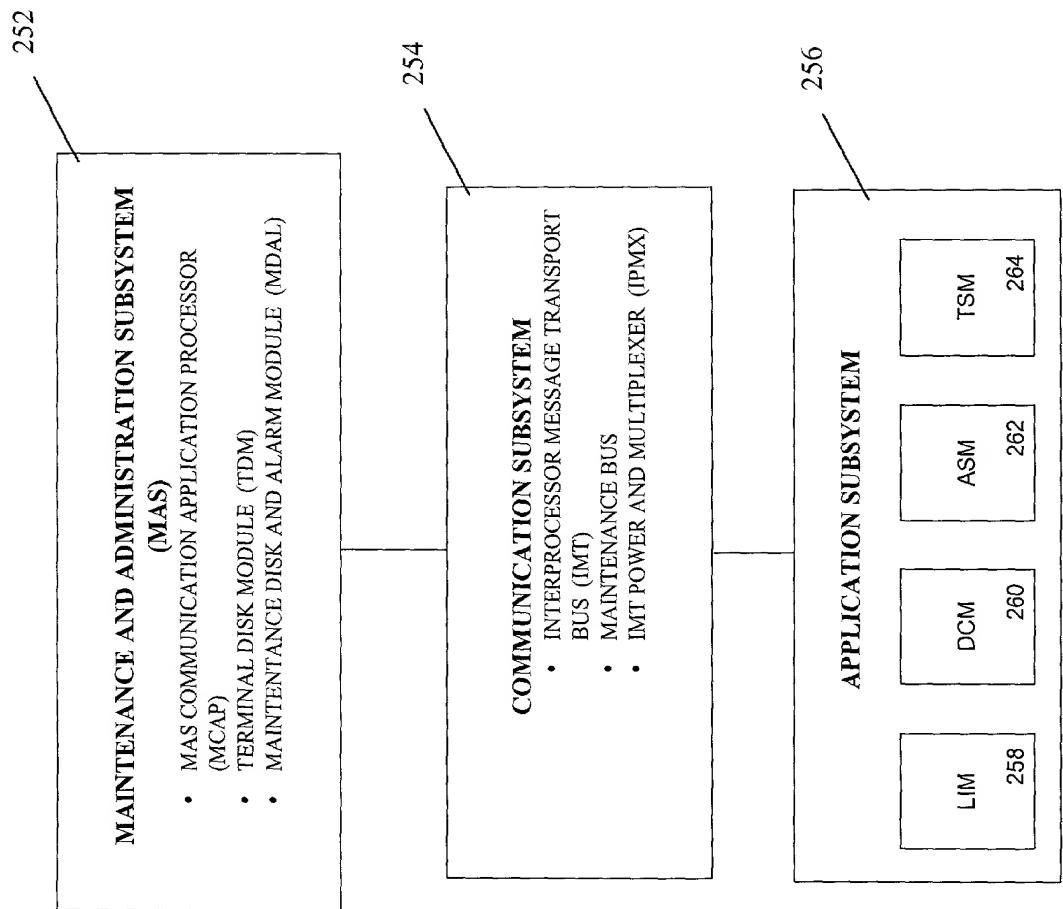 252
MAINTENANCE AND ADMINISTRATION SUBSYSTEM
(MAS)
• MAS COMMUNICATION APPLICATION PROCESSOR
(MCAP)
• TERMINAL DISK MODULE (TDM)
• MAINTENTANCE DISK AND ALARM MODULE (MDAL)
254
COMMUNICATION SUBSYSTEM
• INTERPROCESSOR MESSAGE TRANSPORT
BUS (IMT)
• MAINTENANCE BUS
• IMT POWER AND MULTIPLEXER (IPMX)
256
APPLICATION SUBSYSTEM
LIM
258
DCM
260
ASM
262
TSM
264